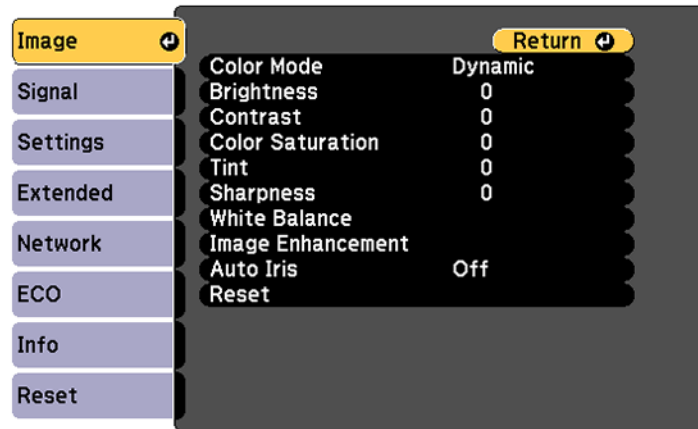 Image
Signal
Settings
Extended
Network
ECO
Info
Reset
Return
Color Mode Dynamic
Brightness 0
Contrast 0
Color Saturation 0
Tint 0
Sharpness 0
White Balance
Image Enhancement
Auto Iris Off
Reset